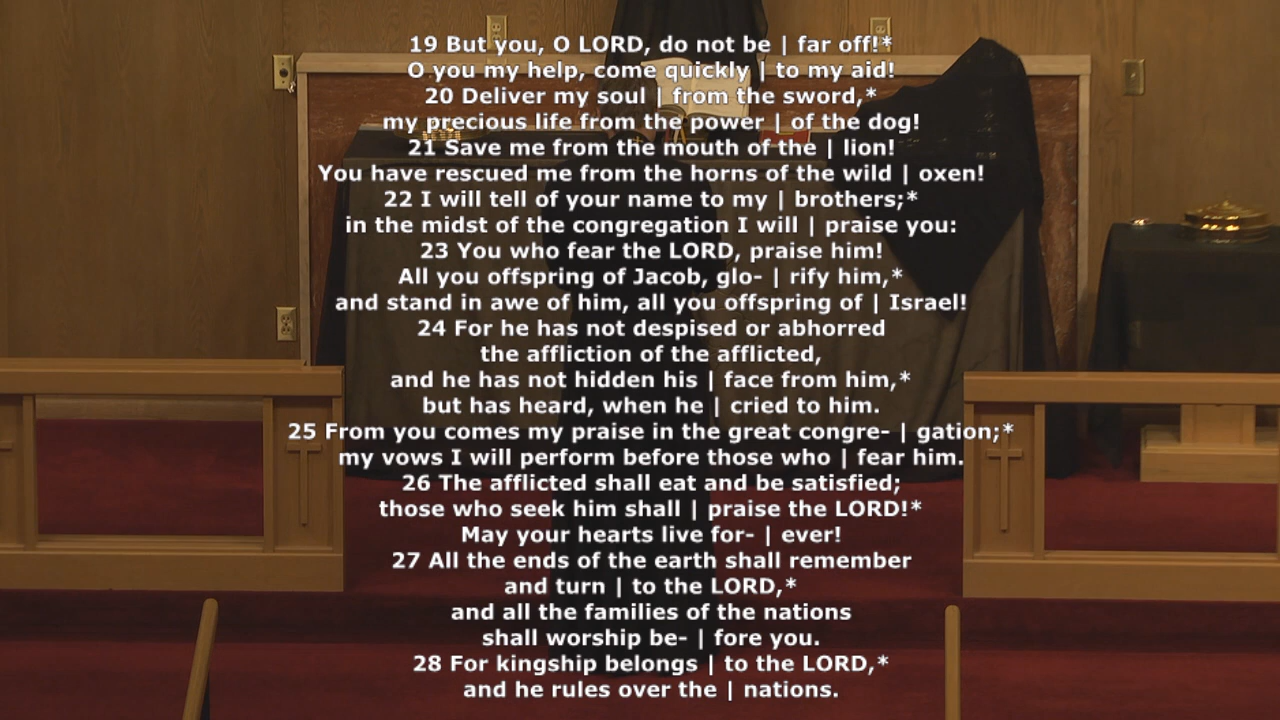 19 But you, O LORD, do not be | far off!*
O you my help, come quickly | to my aid!
20 Deliver my soul | from the sword,*
my precious life from the power | of the dog!
21 Save me from the mouth of the | lion!
You have rescued me from the horns of the wild | oxen!
22 I will tell of your name to my | brothers;*
in the midst of the congregation I will | praise you:
23 You who fear the LORD, praise him!
All you offspring of Jacob, glo- | rify him,*
and stand in awe of him, all you offspring of | Israel!
24 For he has not despised or abhorred
the affliction of the afflicted,
and he has not hidden his | face from him,*
but has heard, when he | cried to him.
25 From you comes my praise in the great congre- | gation;*
my vows I will perform before those who | fear him.
26 The afflicted shall eat and be satisfied;
those who seek him shall | praise the LORD!*
May your hearts live for- | ever!
27 All the ends of the earth shall remember
and turn | to the LORD,*
and all the families of the nations
shall worship be- | fore you.
28 For kingship belongs | to the LORD,*
and he rules over the | nations.